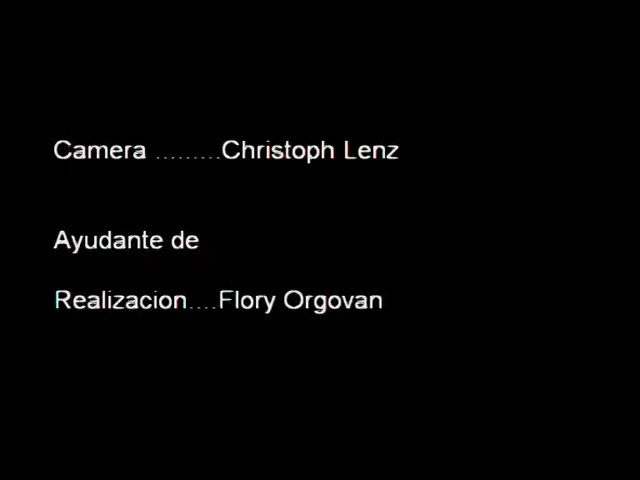 Camera .........Christoph Lenz
Ayudante de
Realizacion....Flory Orgovan